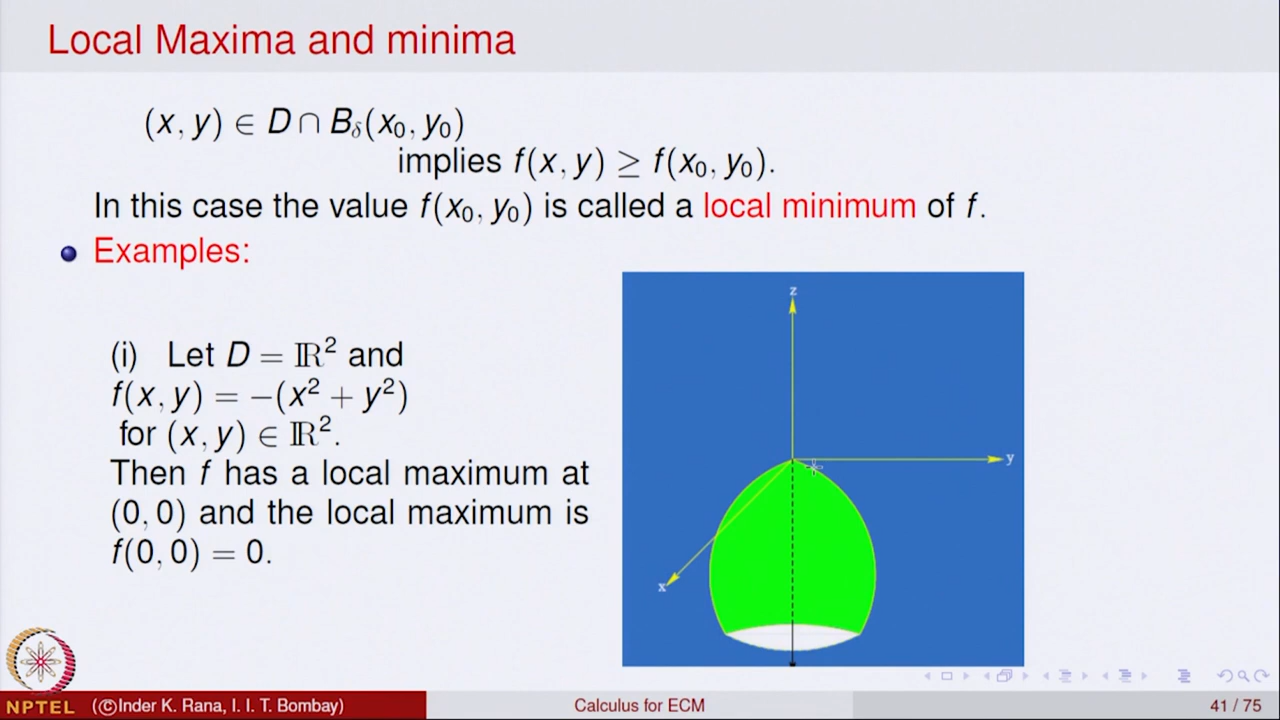 Local Maxima and minima
(x, y) ∈ D ∩ B_δ(x₀, y₀)
implies f(x, y) ≥ f(x₀, y₀).
In this case the value f(x₀, y₀) is called a local minimum of f.
Examples:
(i) Let D = ℝ² and
f(x, y) = −(x² + y²)
for (x, y) ∈ ℝ².
Then f has a local maximum at
(0, 0) and the local maximum is
f(0, 0) = 0.
z
y
x
NPTEL
(©Inder K. Rana, I. I. T. Bombay)
Calculus for ECM
41 / 75